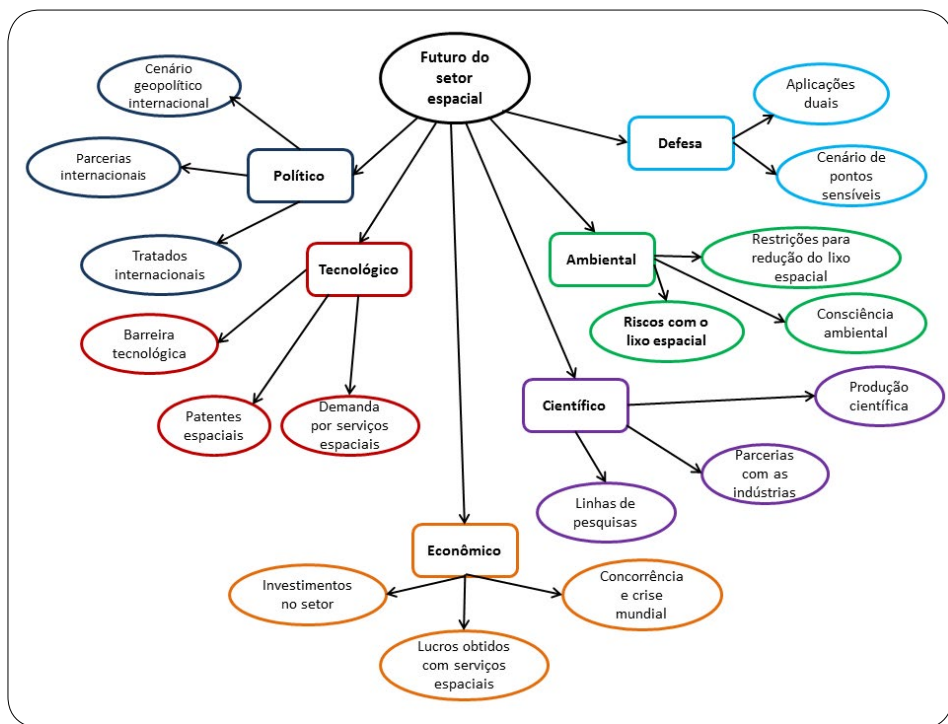 Futuro do
setor
espacial
Cenário
geopolítico
internacional
Parcerias
internacionais
Político
Tratados
internacionais
Defesa
Aplicações
duais
Cenário de
pontos
sensíveis
Tecnológico
Barreira
tecnológica
Patentes
espaciais
Demanda
por serviços
espaciais
Ambiental
Restrições para
redução do lixo
espacial
Riscos com o
lixo espacial
Consciência
ambiental
Científico
Produção
científica
Parcerias
com as
indústrias
Linhas de
pesquisas
Econômico
Investimentos
no setor
Lucros obtidos
com serviços
espaciais
Concorrência
e crise
mundial